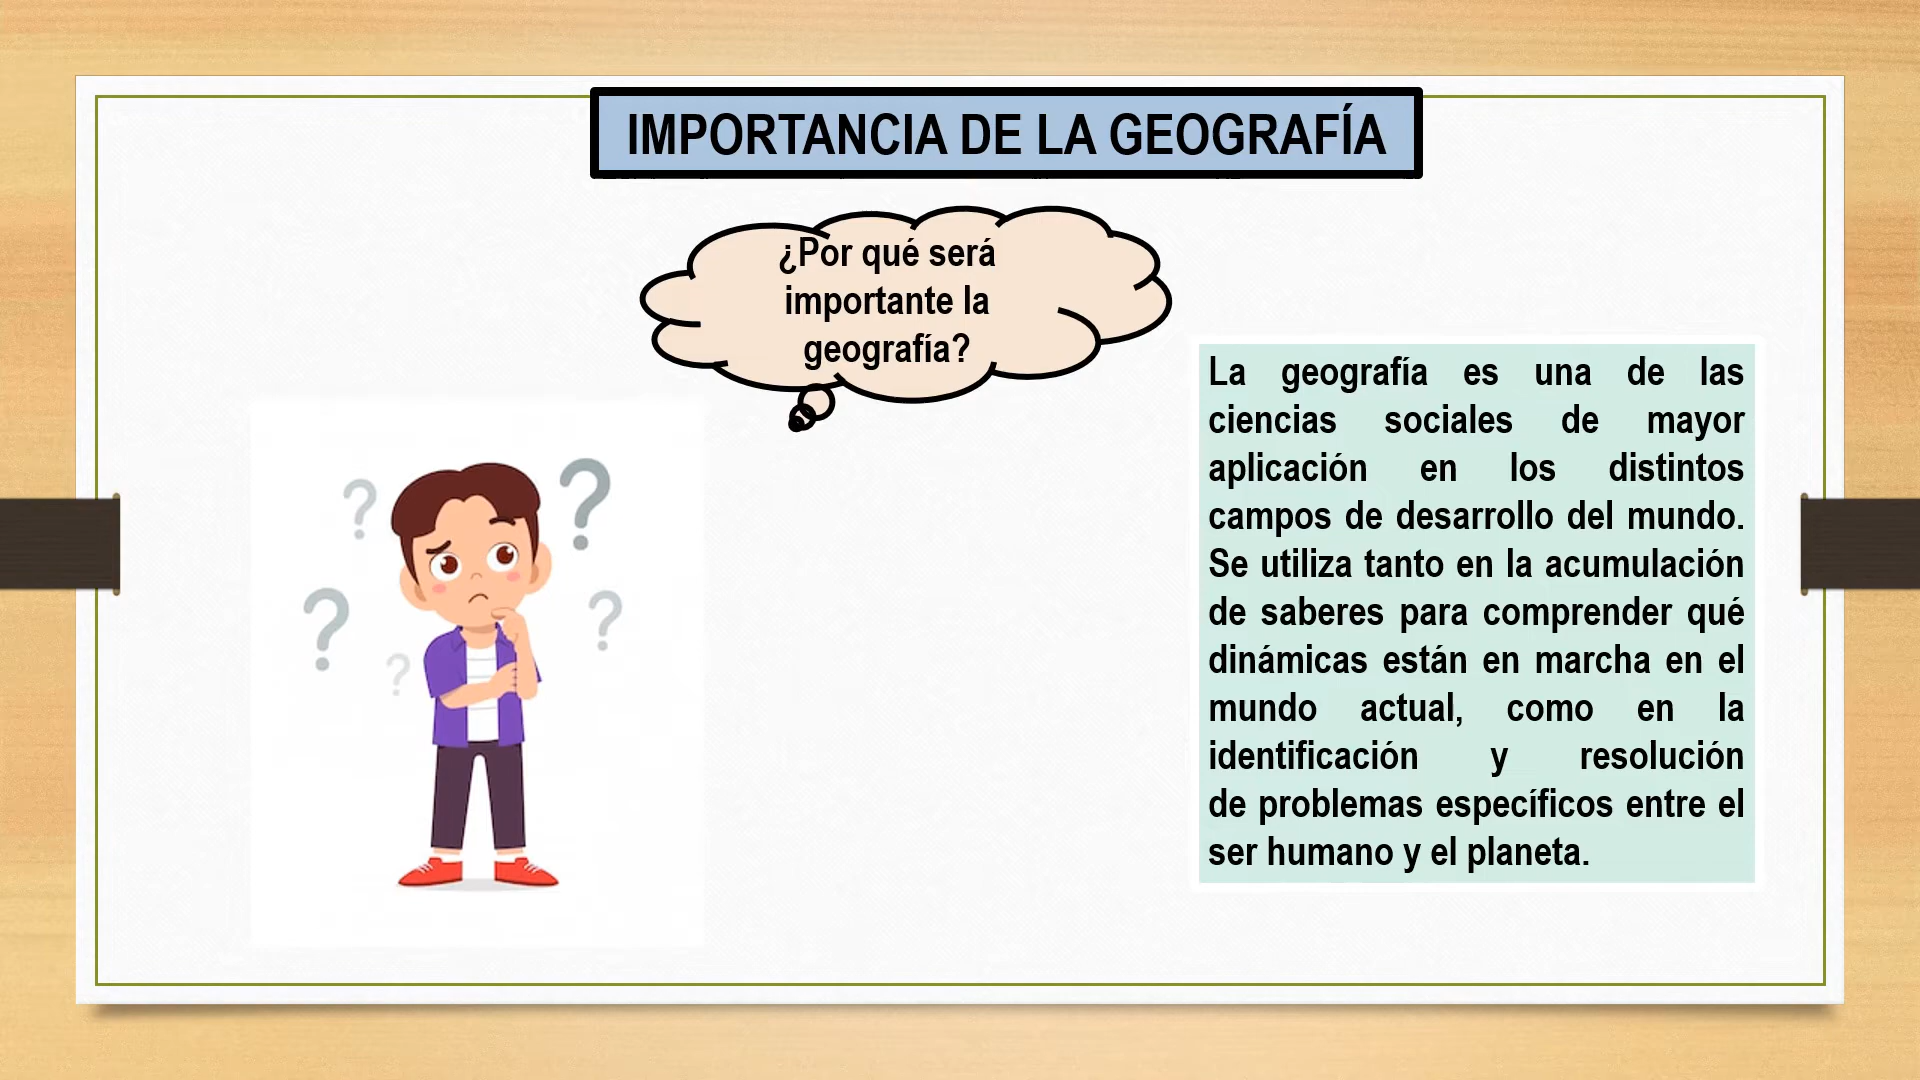 IMPORTANCIA DE LA GEOGRAFÍA
¿Por qué será
importante la
geografía?
La geografía es una de las
ciencias sociales de mayor
aplicación en los distintos
campos de desarrollo del mundo.
Se utiliza tanto en la acumulación
de saberes para comprender qué
dinámicas están en marcha en el
mundo actual, como en la
identificación y resolución
de problemas específicos entre el
ser humano y el planeta.
? ? ? ? ?